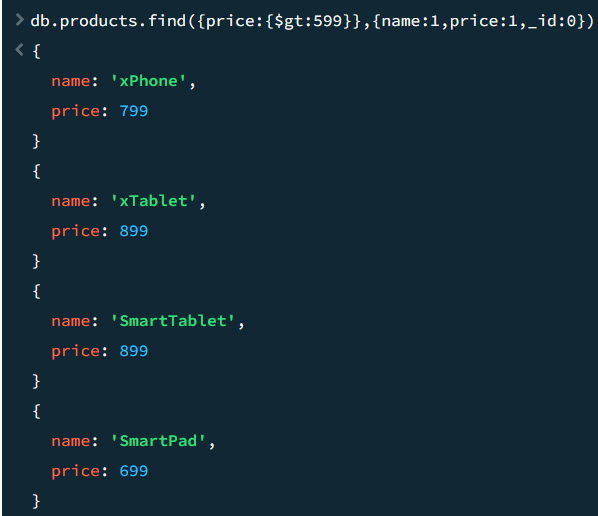 > db.products.find({price:{$gt:599}},{name:1,price:1,_id:0})
< {
name: 'xPhone',
price: 799
}
{
name: 'xTablet',
price: 899
}
{
name: 'SmartTablet',
price: 899
}
{
name: 'SmartPad',
price: 699
}